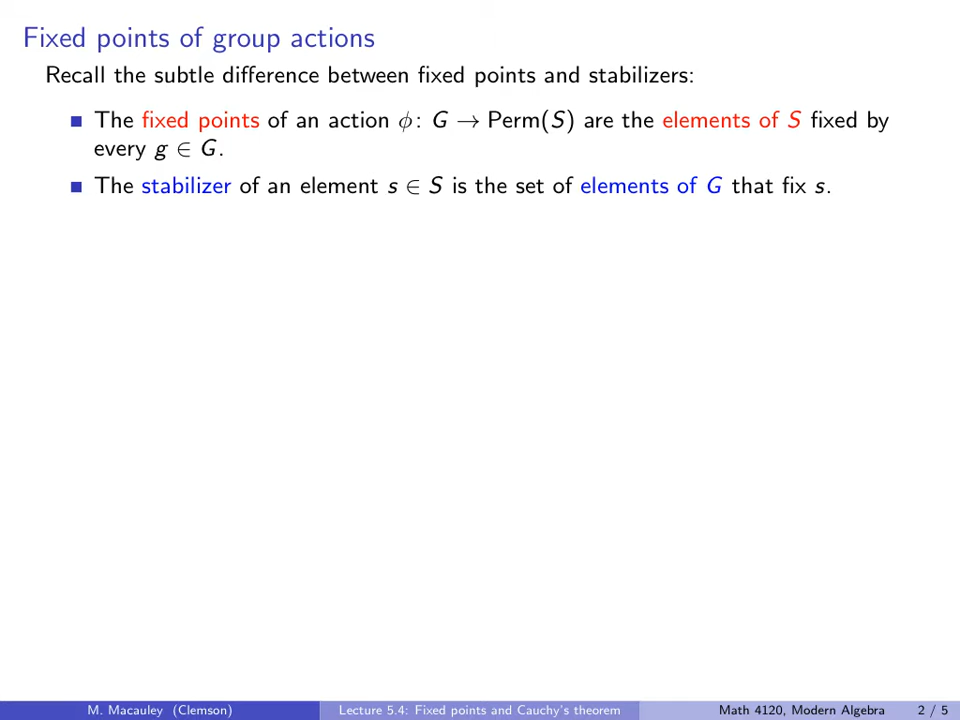 Fixed points of group actions
Recall the subtle difference between fixed points and stabilizers:
■ The fixed points of an action ϕ: G → Perm(S) are the elements of S fixed by
every g ∈ G.
■ The stabilizer of an element s ∈ S is the set of elements of G that fix s.
M. Macauley (Clemson) Lecture 5.4: Fixed points and Cauchy's theorem Math 4120, Modern Algebra 2 / 5